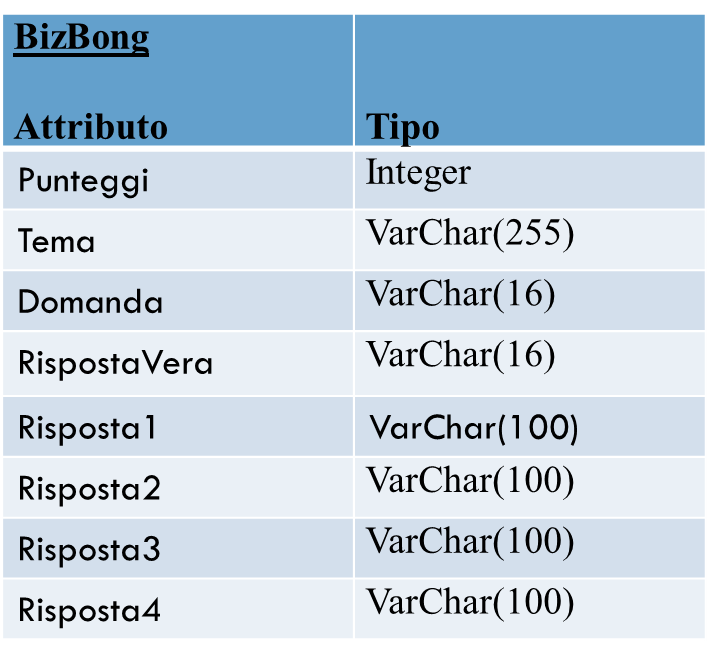 BizBong
Attributo Tipo
Punteggi Integer
Tema VarChar(255)
Domanda VarChar(16)
RispostaVera VarChar(16)
Risposta1 VarChar(100)
Risposta2 VarChar(100)
Risposta3 VarChar(100)
Risposta4 VarChar(100)